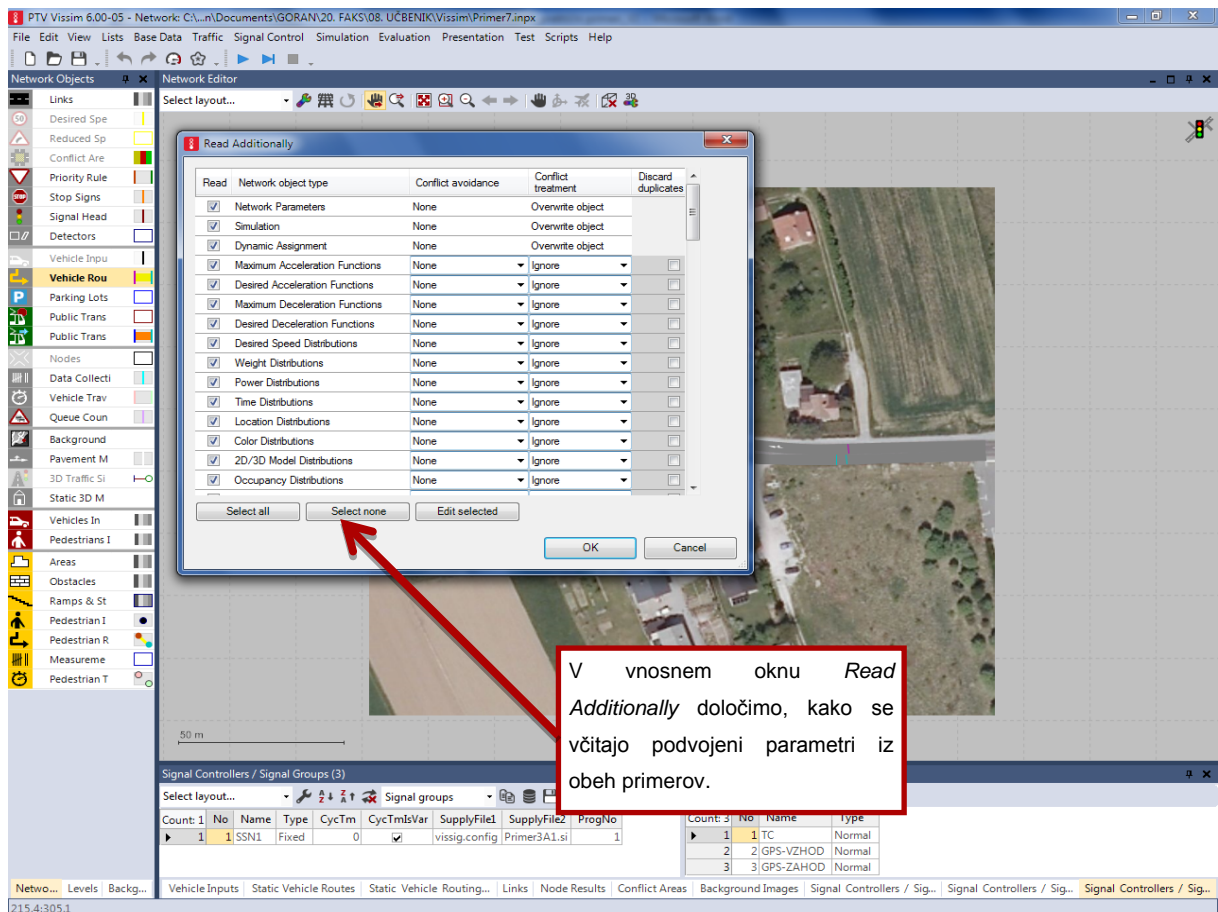 PTV Vissim 6.00-05 - Network: C:\...n\Documents\GORAN\20. FAKS\08. UČBENIK\Vissim\Primer7.inpx
File Edit View Lists Base Data Traffic Signal Control Simulation Evaluation Presentation Test Scripts Help
Network Objects
Network Editor
Select layout...
Links
Desired Spe
Reduced Sp
Conflict Are
Priority Rule
Stop Signs
Signal Head
Detectors
Vehicle Inpu
Vehicle Rou
Parking Lots
Public Trans
Public Trans
Nodes
Data Collecti
Vehicle Trav
Queue Coun
Background
Pavement M
3D Traffic Si
Static 3D M
Vehicles In
Pedestrians I
Areas
Obstacles
Ramps & St
Pedestrian I
Pedestrian R
Measureme
Pedestrian T
Read Additionally
Read Network object type Conflict avoidance Conflict treatment Discard duplicates
Network Parameters None Overwrite object
Simulation None Overwrite object
Dynamic Assignment None Overwrite object
Maximum Acceleration Functions None Ignore
Desired Acceleration Functions None Ignore
Maximum Deceleration Functions None Ignore
Desired Deceleration Functions None Ignore
Desired Speed Distributions None Ignore
Weight Distributions None Ignore
Power Distributions None Ignore
Time Distributions None Ignore
Location Distributions None Ignore
Color Distributions None Ignore
2D/3D Model Distributions None Ignore
Occupancy Distributions None Ignore
Select all Select none Edit selected
OK Cancel
V vnosnem oknu Read
Additionally določimo, kako se
včitajo podvojeni parametri iz
obeh primerov.
50 m
Signal Controllers / Signal Groups (3)
Select layout... Signal groups
Count: 1 No Name Type CycTm CycTmIsVar SupplyFile1 SupplyFile2 ProgNo
1 1 SSN1 Fixed 0 vissig.config Primer3A1.si 1
Count: 3 No Name Type
1 1 TC Normal
2 2 GPS-VZHOD Normal
3 3 GPS-ZAHOD Normal
Netwo... Levels Backg...
Vehicle Inputs Static Vehicle Routes Static Vehicle Routing... Links Node Results Conflict Areas Background Images Signal Controllers / Sig... Signal Controllers / Sig... Signal Controllers / Sig...
215.4:305.1